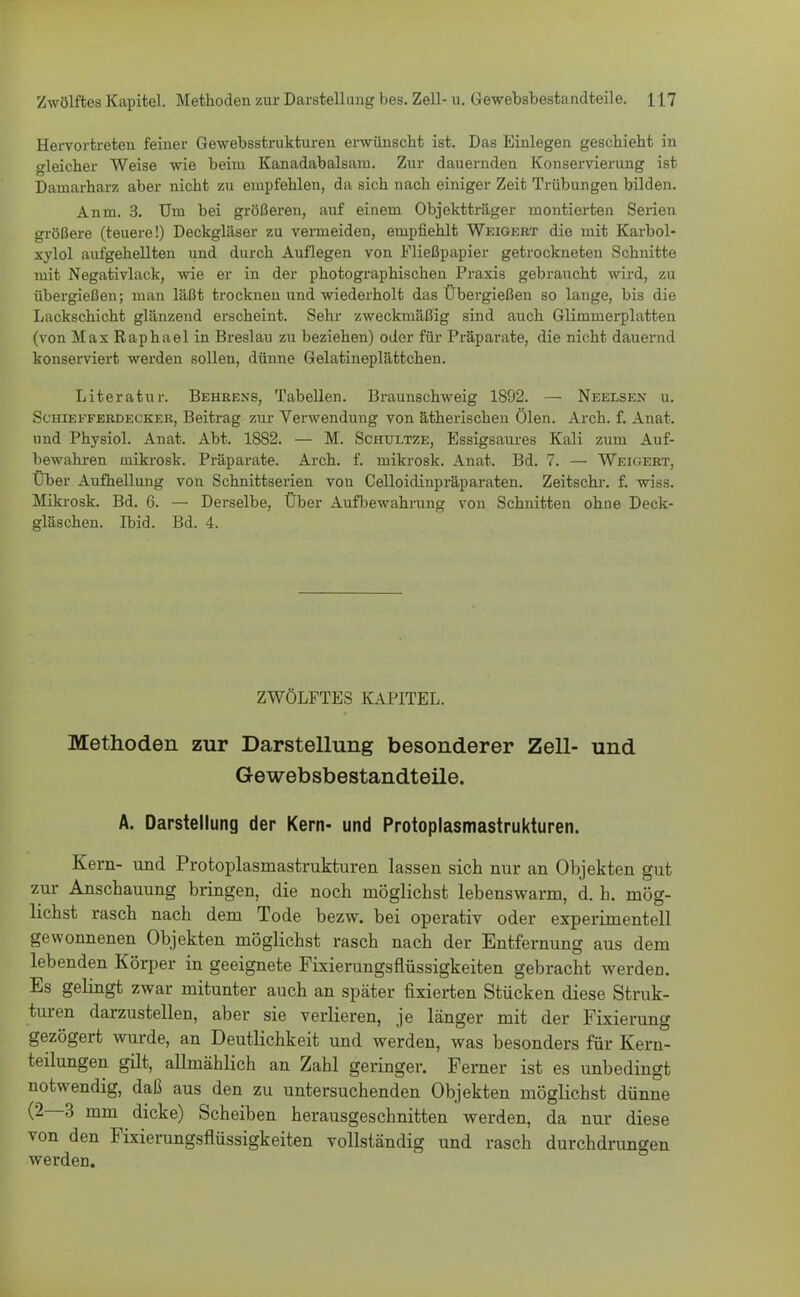 Zwölftes Kapitel. Methoden zur Darstellung bes. Zell- u. Gewebsbestandteile. 117
Hervortreten feiner Gewebsstrukturen erwünscht ist. Das Einlegen geschieht in
gleicher Weise wie beim Kanadabalsam. Zur dauernden Konservierung ist
Damarharz aber nicht zu empfehlen, da sich nach einiger Zeit Trübungen bilden.
Anm. 3. Um bei größeren, auf einem Objektträger montierten Serien
größere (teuere!) Deckgläser zu vermeiden, empfiehlt Weigert die mit Karbol-
xylol aufgehellten und durch Auflegen von Fließpapier getrockneten Schnitte
mit Negativlack, wie er in der photographischen Praxis gebraucht wird, zu
übergießen; man läßt trocknen und wiederholt das Übergießen so lange, bis die
Lackschicht glänzend erscheint. Sehr zweckmäßig sind auch Glimmerplatten
(von Max Raphael in Breslau zu beziehen) oder für Präparate, die nicht dauernd
konserviert werden sollen, dünne Gelatineplättchen.
Literatur. Behrens, Tabellen. Braunschweig 1892. — Neelsen u.
Schiefferdecker, Beitrag zur Verwendung von ätherischen Ölen. Arch. f. Anat.
und Physiol. Anat. Abt. 1882. — M. Schultze, Essigsaures Kali zum Auf-
bewahren mikrosk. Präparate. Arch. f. mikrosk. Anat. Bd. 7. — Weigert,
Über Aufhellung von Schnittserien von Celloidinpräparaten. Zeitschr. f. wiss.
Mikrosk. Bd. 6. — Derselbe, Über Aufbewahrung von Schnitten ohne Deck-
gläschen. Ibid. Bd. 4.
ZWÖLFTES KAPITEL.
Methoden zur Darstellung besonderer Zell- und
Gewebsbestandteile.
A. Darstellung der Kern- und Protoplasmastrukturen.
Kern- und Protoplasmastrukturen lassen sich nur an Objekten gut
zur Anschauung bringen, die noch möglichst lebenswarm, d. h. mög-
lichst rasch nach dem Tode bezw. bei operativ oder experimentell
gewonnenen Objekten möglichst rasch nach der Entfernung aus dem
lebenden Körper in geeignete Fixierungsflüssigkeiten gebracht werden.
Es gelingt zwar mitunter auch an später fixierten Stücken diese Struk-
turen darzustellen, aber sie verlieren, je länger mit der Fixierung
gezögert wurde, an Deutlichkeit und werden, was besonders für Kern-
teilungen gilt, allmählich an Zahl geringer. Ferner ist es unbedingt
notwendig, daß aus den zu untersuchenden Objekten möglichst dünne
(2—3 mm dicke) Scheiben herausgeschnitten werden, da nur diese
von den Fixierungsflüssigkeiten vollständig und rasch durchdrungen
werden.